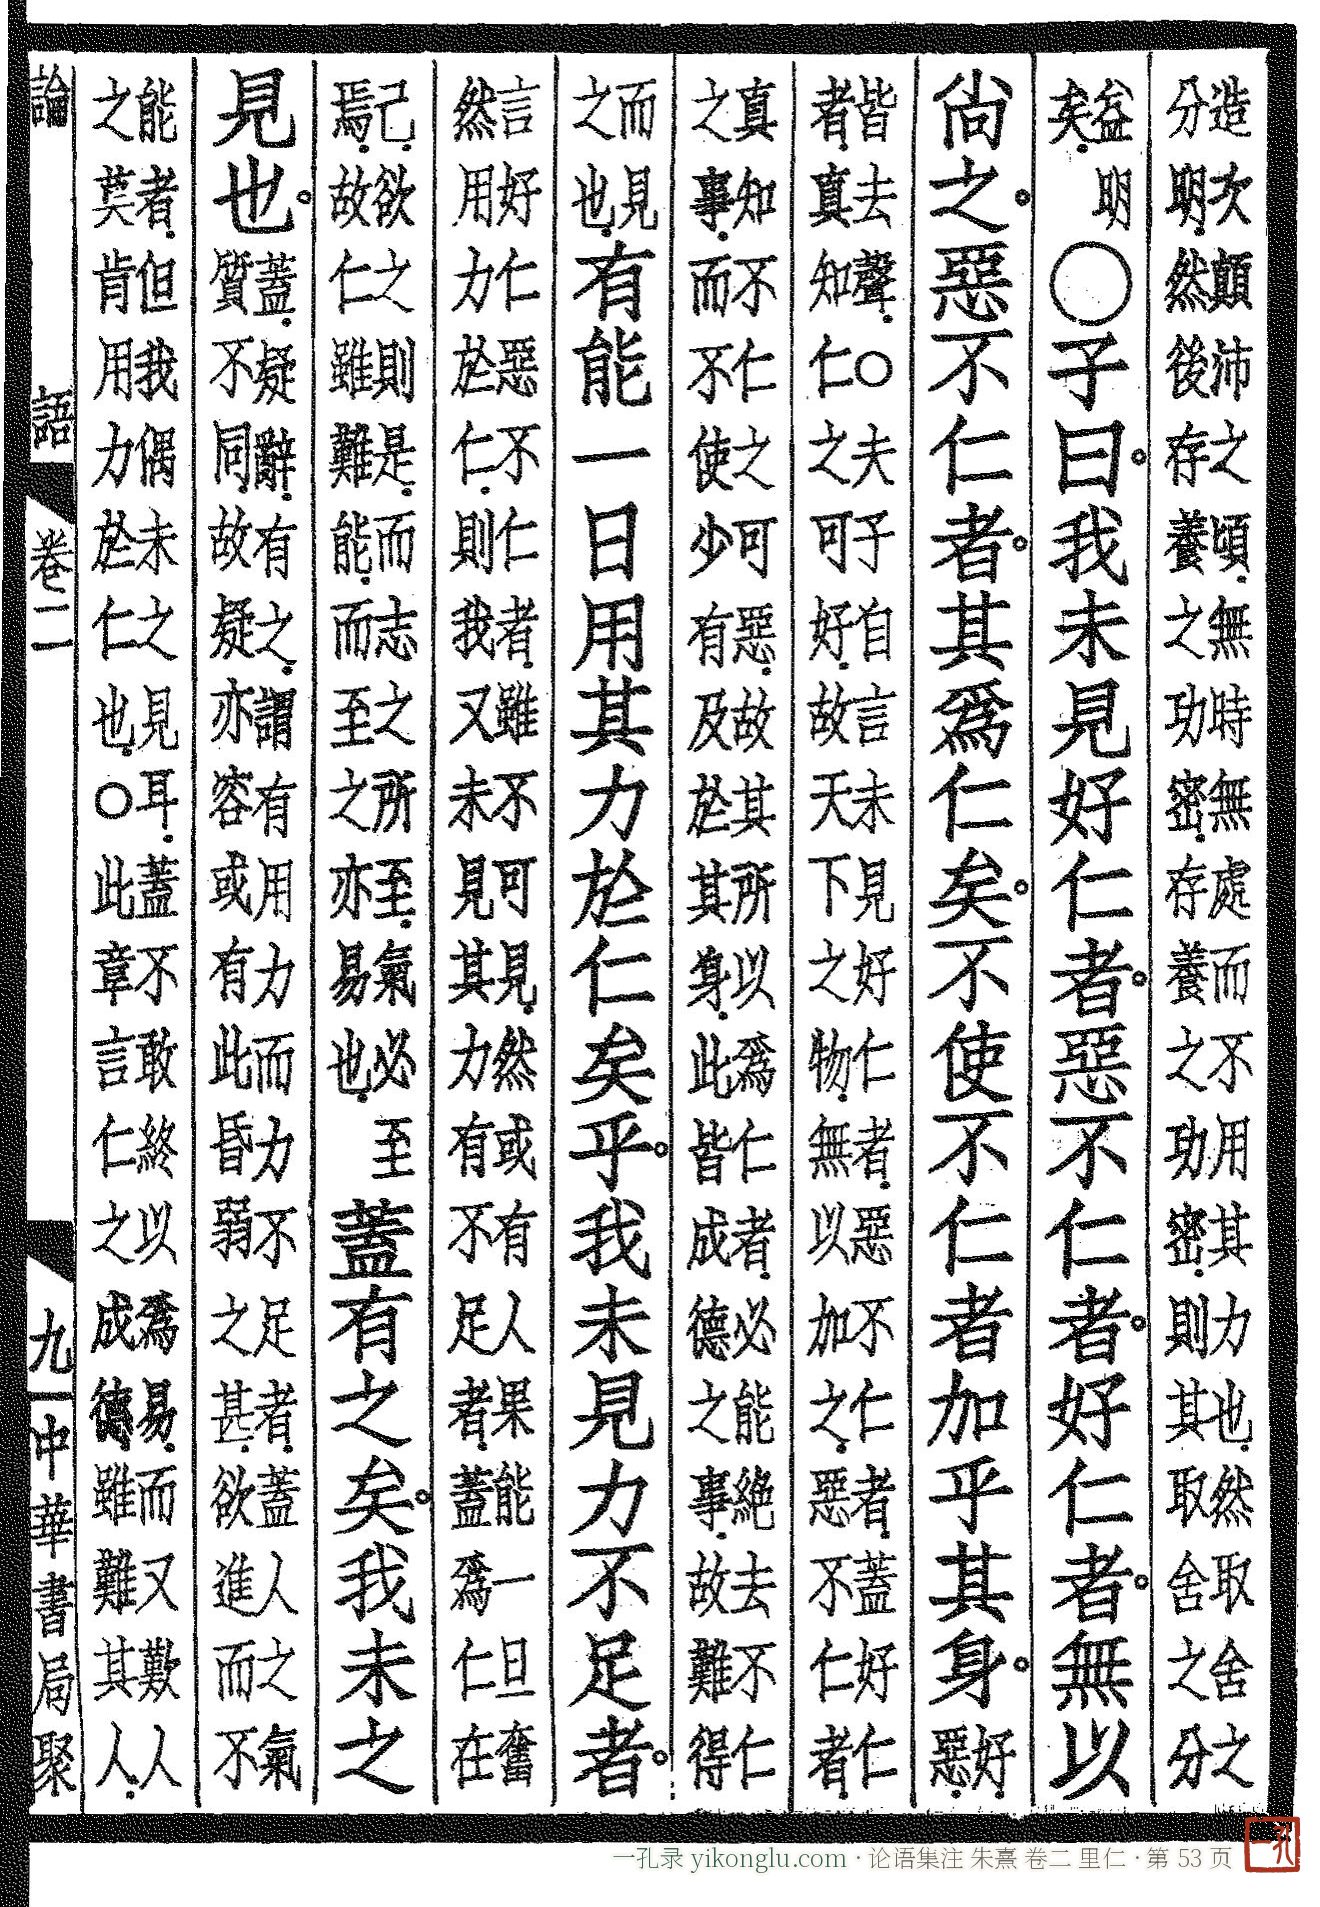 造次顛沛之頃無時無處而不用其力也然取舍之
分明然後存養之功密存養之功密則其取舍之分
益明矣○子曰。我未見好仁者。惡不仁者。好仁者。無以
尚之。惡不仁者。其爲仁矣。不使不仁者加乎其身。好惡
皆去聲○夫子自言未見好仁者惡不仁者蓋好仁
者真知仁之可好故天下之物無以加之惡不仁者
真知不仁之可惡故其所以爲仁者必能絶去不仁
之事而不使少有及於其身此皆成德之事故難得
而見之也有能一日用其力於仁矣乎。我未見力不足者。
言好仁惡不仁者雖不可見然或有人果能一旦奮
然用力於仁則我又未見其力有不足者蓋爲仁在
己欲之則是而志之所至氣必至
焉故仁雖難能而至之亦易也
蓋有之矣。我未之
見也。
蓋疑辭有之謂有用力而力不足者蓋人之氣
質不同故疑亦容或有此昏弱之甚欲進而不
能者但我偶未之見耳蓋不敢終以爲易而又歎人
之莫肯用力於仁也○此章言仁之成德雖難其人
論語 卷二 九一中華書局聚
一孔录 yikonglu.com · 论语集注 朱熹 卷二 里仁 · 第 53 页
一孔